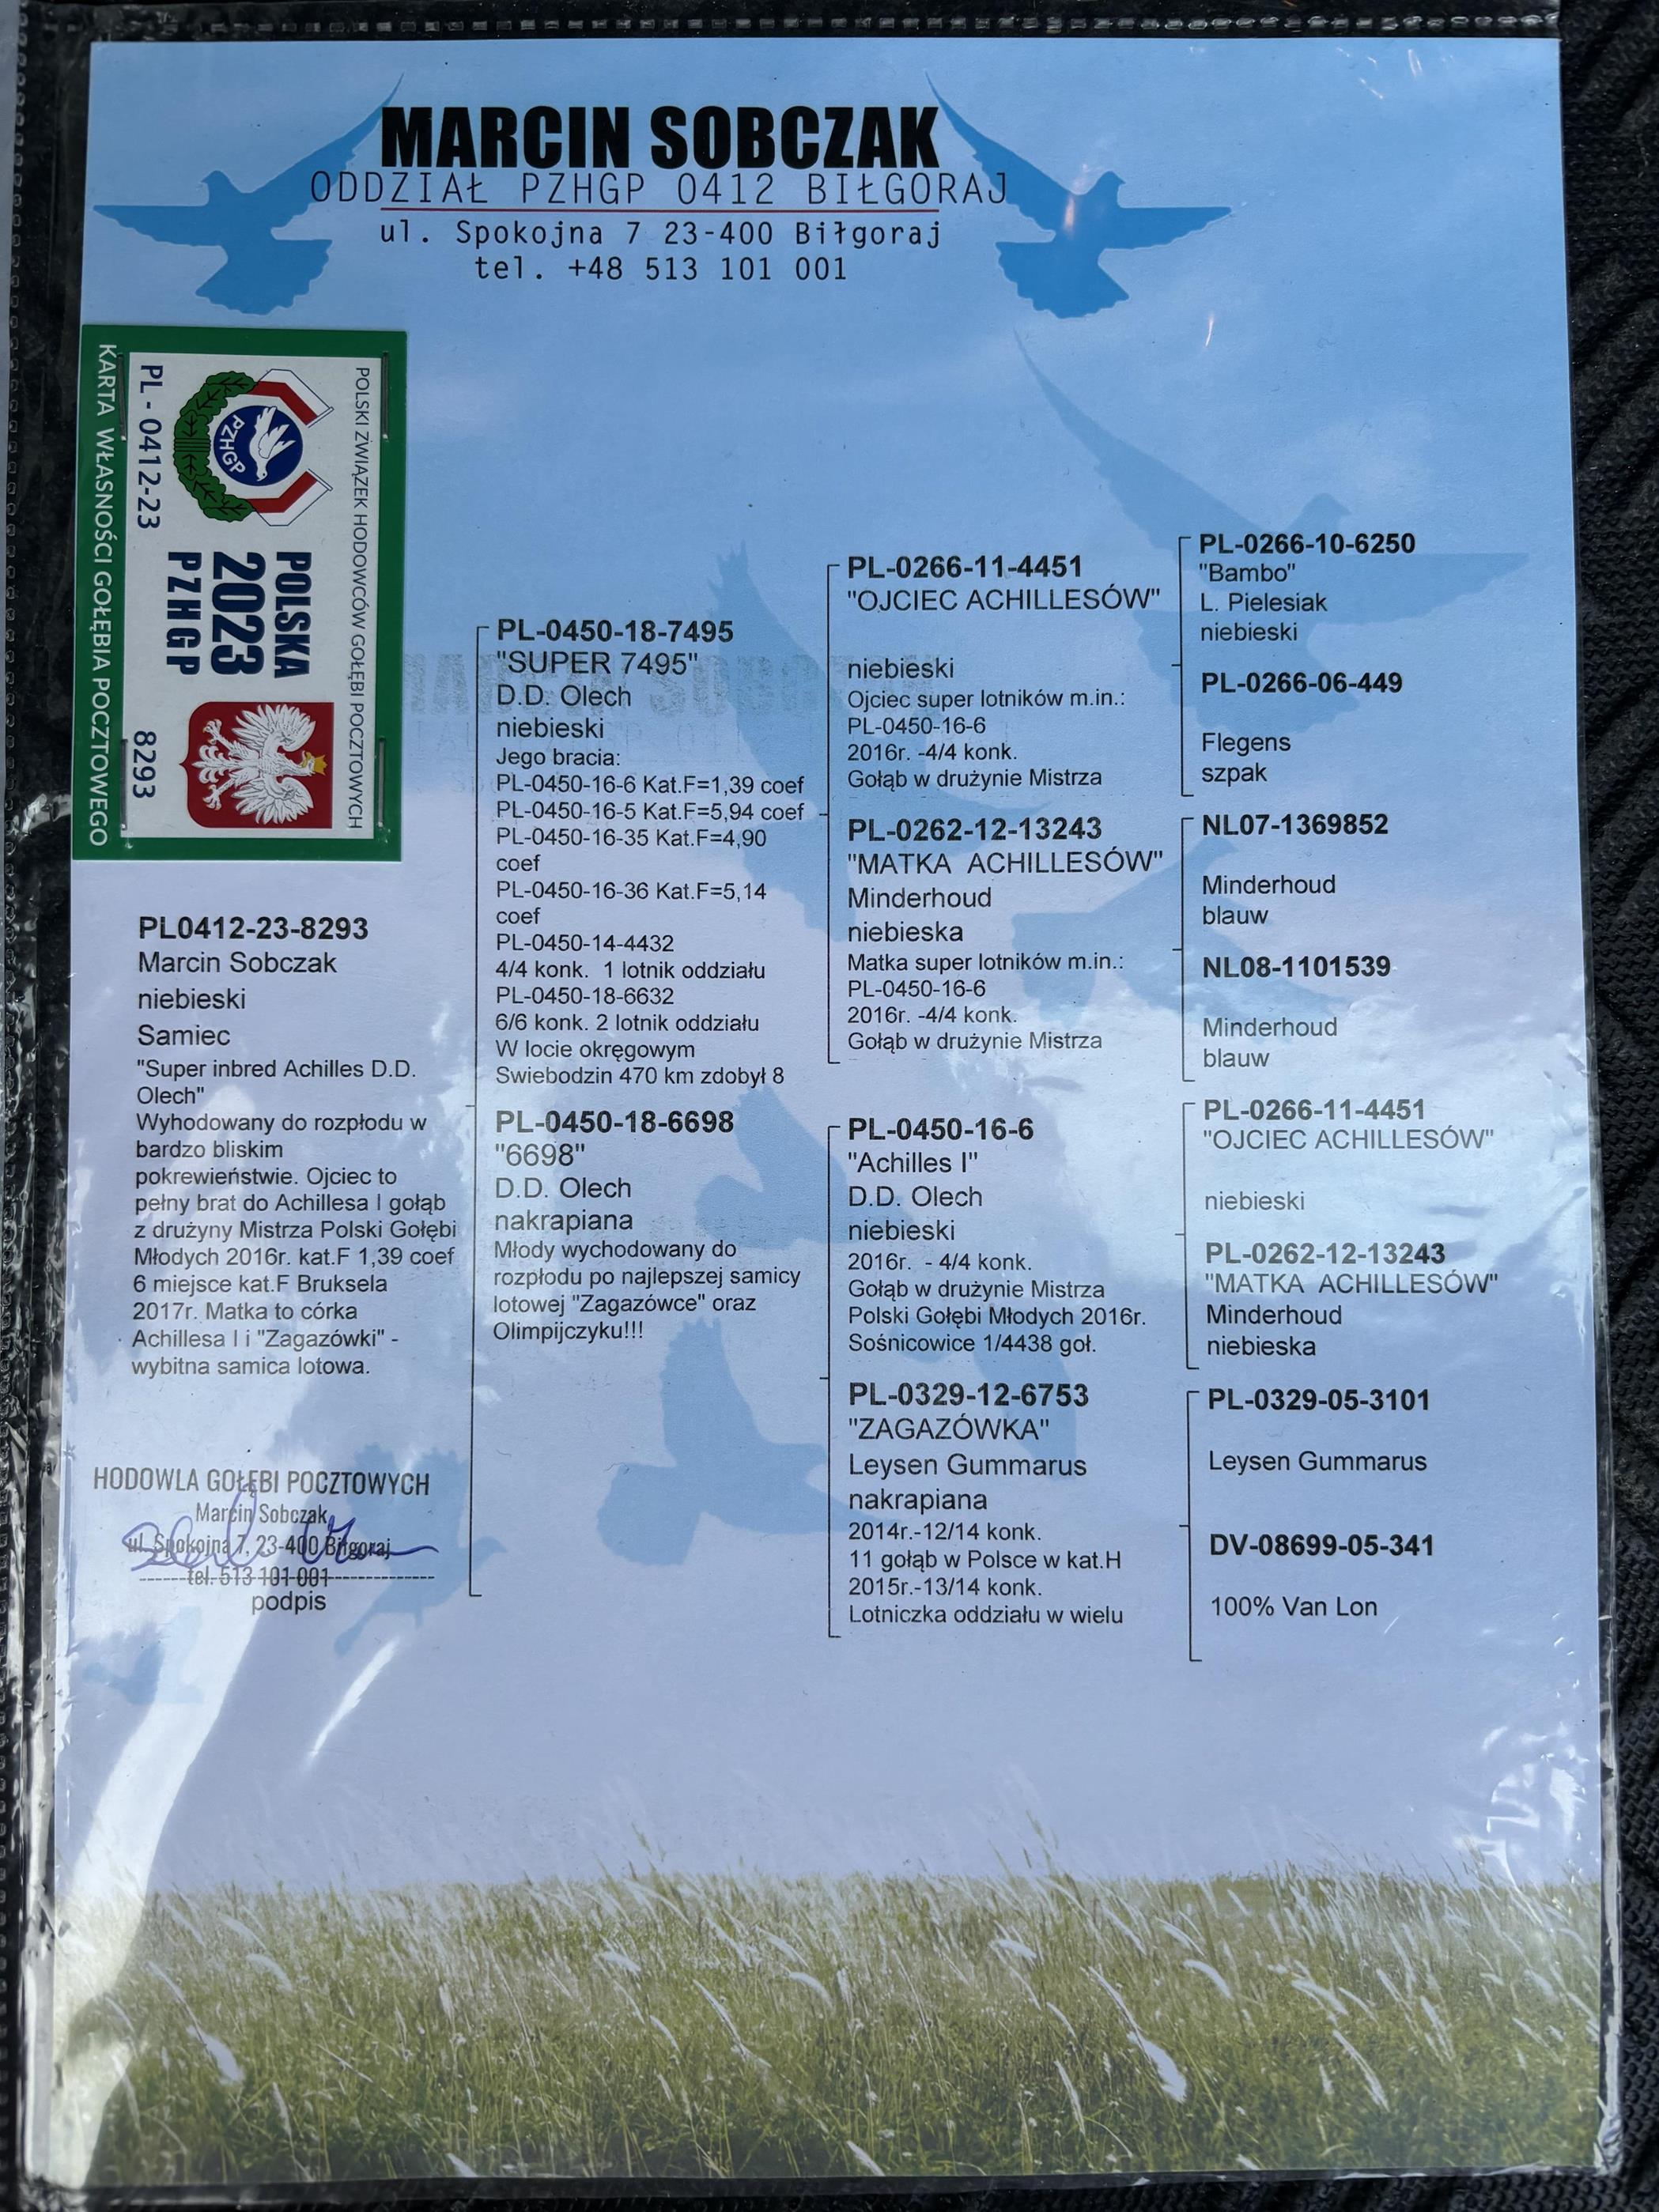 MARCIN SOBCZAK
ODDZIAŁ PZHGP 0412 BIŁGORAJ
ul. Spokojna 7 23-400 Biłgoraj
tel. +48 513 101 001
POLSKI ZWIĄZEK HODOWCÓW GOŁĘBI POCZTOWYCH
PZHGP
POLSKA
2023
PZHGP
PL - 0412-23
8293
KARTA WŁASNOŚCI GOŁĘBIA POCZTOWEGO
PL0412-23-8293
Marcin Sobczak
niebieski
Samiec
"Super inbred Achilles D.D.
Olech"
Wyhodowany do rozpłodu w
bardzo bliskim
pokrewieństwie. Ojciec to
pełny brat do Achillesa I gołąb
z drużyny Mistrza Polski Gołębi
Młodych 2016r. kat.F 1,39 coef
6 miejsce kat.F Bruksela
2017r. Matka to córka
Achillesa I i "Zagazówki" -
wybitna samica lotowa.
HODOWLA GOŁĘBI POCZTOWYCH
Marcin Sobczak
ul. Spokojna 7, 23-400 Biłgoraj
tel. 513 101 001
podpis
PL-0450-18-7495
"SUPER 7495"
D.D. Olech
niebieski
Jego bracia:
PL-0450-16-6 Kat.F=1,39 coef
PL-0450-16-5 Kat.F=5,94 coef
PL-0450-16-35 Kat.F=4,90
coef
PL-0450-16-36 Kat.F=5,14
coef
PL-0450-14-4432
4/4 konk. 1 lotnik oddziału
PL-0450-18-6632
6/6 konk. 2 lotnik oddziału
W locie okręgowym
Swiebodzin 470 km zdobył 8
PL-0450-18-6698
"6698"
D.D. Olech
nakrapiana
Młody wychodowany do
rozpłodu po najlepszej samicy
lotowej "Zagazówce" oraz
Olimpijczyku!!!
PL-0266-11-4451
"OJCIEC ACHILLESÓW"
niebieski
Ojciec super lotników m.in.:
PL-0450-16-6
2016r. -4/4 konk.
Gołąb w drużynie Mistrza
PL-0262-12-13243
"MATKA ACHILLESÓW"
Minderhoud
niebieska
Matka super lotników m.in.:
PL-0450-16-6
2016r. -4/4 konk.
Gołąb w drużynie Mistrza
PL-0450-16-6
"Achilles I"
D.D. Olech
niebieski
2016r. - 4/4 konk.
Gołąb w drużynie Mistrza
Polski Gołębi Młodych 2016r.
Sośnicowice 1/4438 goł.
PL-0329-12-6753
"ZAGAZÓWKA"
Leysen Gummarus
nakrapiana
2014r.-12/14 konk.
11 gołąb w Polsce w kat.H
2015r.-13/14 konk.
Lotniczka oddziału w wielu
PL-0266-10-6250
"Bambo"
L. Pielesiak
niebieski
PL-0266-06-449
Flegens
szpak
NL07-1369852
Minderhoud
blauw
NL08-1101539
Minderhoud
blauw
PL-0266-11-4451
"OJCIEC ACHILLESÓW"
niebieski
PL-0262-12-13243
"MATKA ACHILLESÓW"
Minderhoud
niebieska
PL-0329-05-3101
Leysen Gummarus
DV-08699-05-341
100% Van Lon